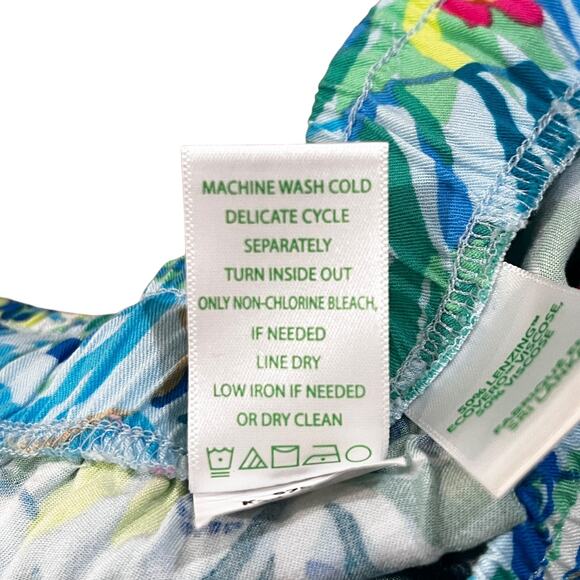 MACHINE WASH COLD
DELICATE CYCLE
SEPARATELY
TURN INSIDE OUT
ONLY NON-CHLORINE BLEACH,
IF NEEDED
LINE DRY
LOW IRON IF NEEDED
OR DRY CLEAN
50% LENZING™
ECOVERO VISCOSE,
50% VISCOSE